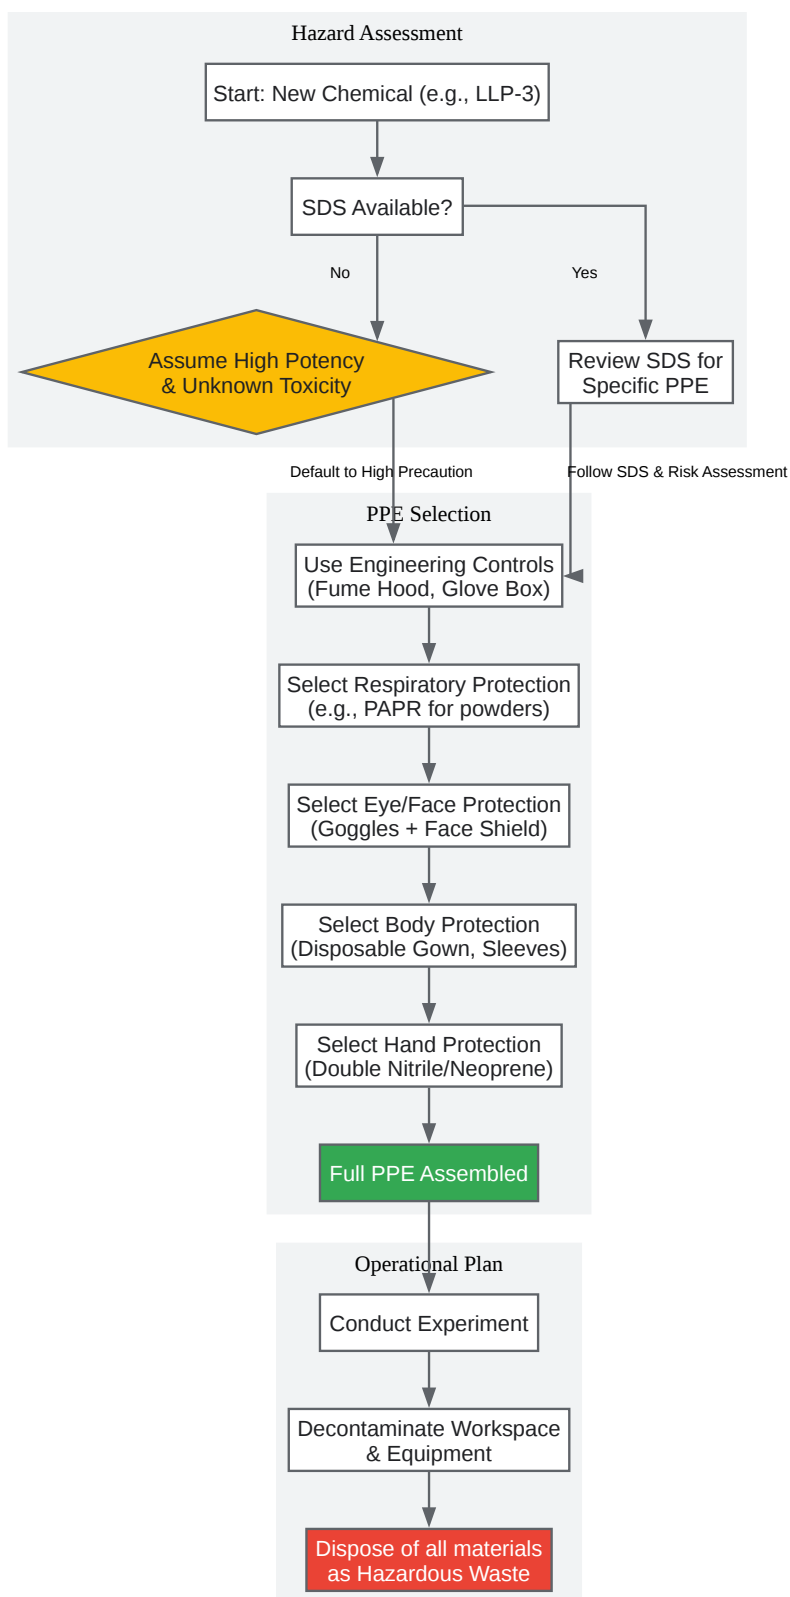 Hazard Assessment
Start: New Chemical (e.g., LLP-3)
SDS Available?
No
Yes
Assume High Potency
& Unknown Toxicity
Review SDS for
Specific PPE
Default to High Precaution
Follow SDS & Risk Assessment
PPE Selection
Use Engineering Controls
(Fume Hood, Glove Box)
Select Respiratory Protection
(e.g., PAPR for powders)
Select Eye/Face Protection
(Goggles + Face Shield)
Select Body Protection
(Disposable Gown, Sleeves)
Select Hand Protection
(Double Nitrile/Neoprene)
Full PPE Assembled
Operational Plan
Conduct Experiment
Decontaminate Workspace
& Equipment
Dispose of all materials
as Hazardous Waste